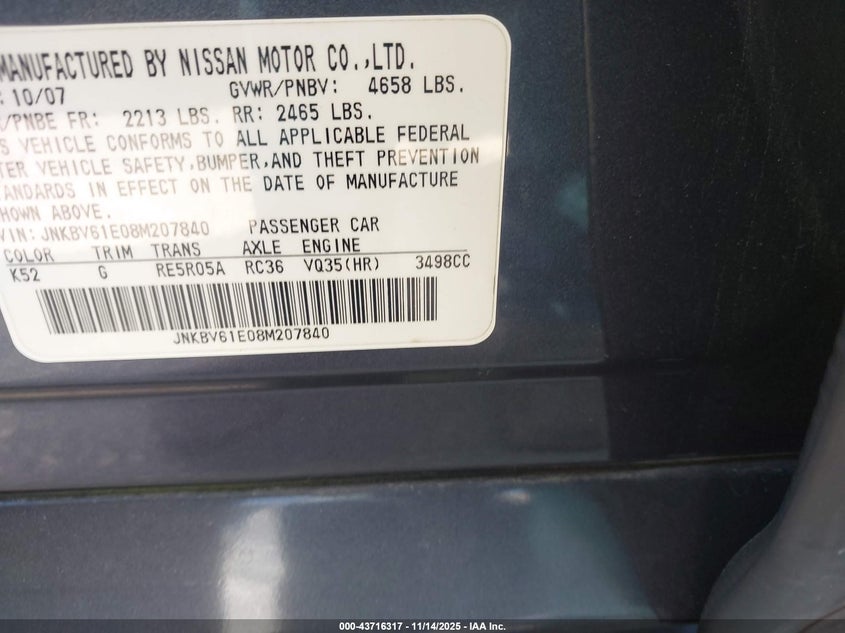 MANUFACTURED BY NISSAN MOTOR CO.,LTD.
: 10/07 GVWR/PNBV: 4658 LBS.
/PNBE FR: 2213 LBS. RR: 2465 LBS.
S VEHICLE CONFORMS TO ALL APPLICABLE FEDERAL
TER VEHICLE SAFETY,BUMPER,AND THEFT PREVENTION
TANDARDS IN EFFECT ON THE DATE OF MANUFACTURE
SHOWN ABOVE.
VIN: JNKBV61E08M207840 PASSENGER CAR
COLOR TRIM TRANS AXLE ENGINE
K52 G RE5R05A RC36 VQ35(HR) 3498CC
JNKBV61E08M207840
000-43716317 - 11/14/2025 - IAA Inc.